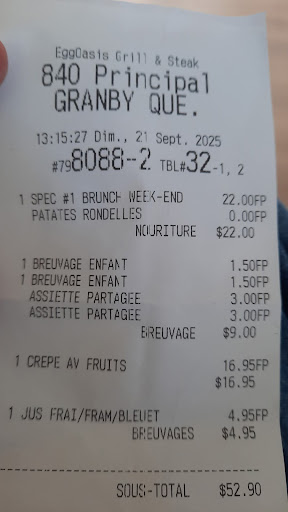 EggOasis Grill & Steak
840 Principal
GRANBY QUE.
13:15:27 Dim., 21 Sept. 2025
#798088-2 TBL#32-1, 2
1 SPEC #1 BRUNCH WEEK-END 22.00FP
PATATES RONDELLES 0.00FP
NOURITURE $22.00
1 BREUVAGE ENFANT 1.50FP
1 BREUVAGE ENFANT 1.50FP
ASSIETTE PARTAGEE 3.00FP
ASSIETTE PARTAGEE 3.00FP
BREUVAGE $9.00
1 CREPE AV FRUITS 16.95FP
$16.95
1 JUS FRAI/FRAM/BLEUET 4.95FP
BREUVAGES $4.95
SOUS-TOTAL $52.90